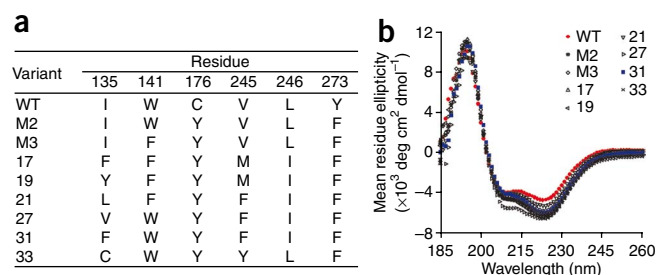 a
Variant Residue
135 141 176 245 246 273
WT I W C V L Y
M2 I W Y V L F
M3 I F Y V L F
17 F F Y M I F
19 Y F Y M I F
21 L F Y F I F
27 V W Y F I F
31 F W Y F I F
33 C W Y Y L F
b
Mean residue ellipticity
(×10³ deg cm² dmol⁻¹)
12
8
4
0
−4
−8
185 200 215 230 245 260
Wavelength (nm)
WT 21
M2 27
M3 31
17 33
19